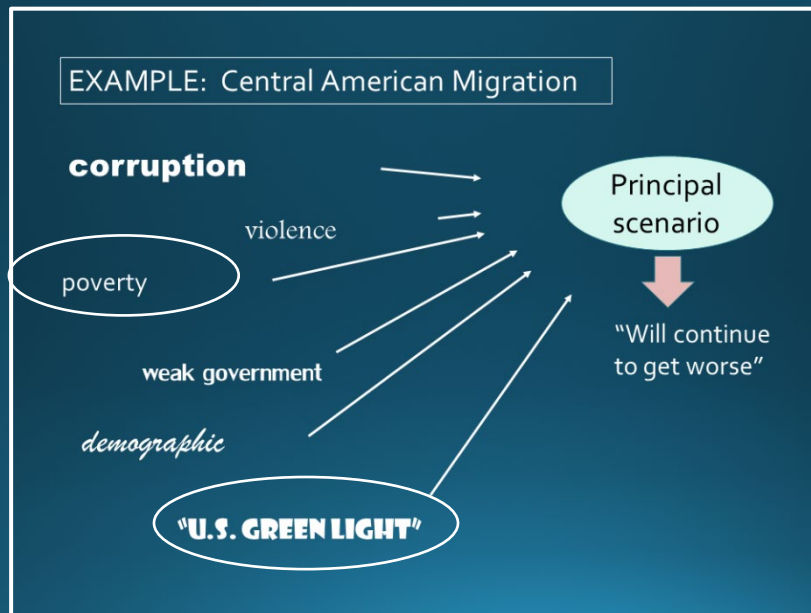 EXAMPLE: Central American Migration
corruption
violence
poverty
weak government
demographic
"U.S. GREEN LIGHT"
Principal
scenario
“Will continue
to get worse”